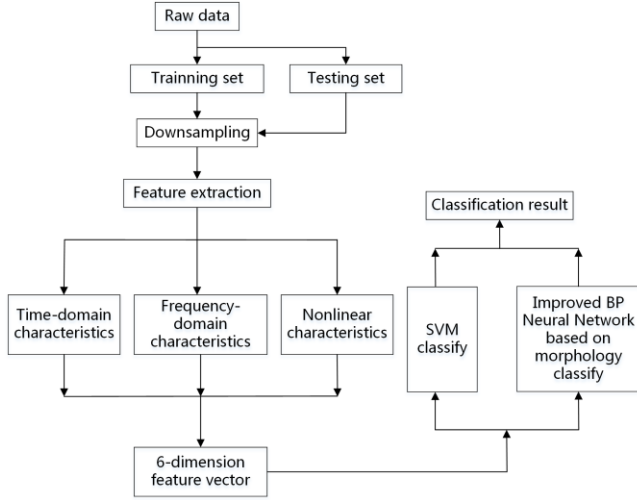 Raw data
Trainning set
Testing set
Downsampling
Feature extraction
Classification result
Time-domain
characteristics
Frequency-
domain
characteristics
Nonlinear
characteristics
SVM
classify
Improved BP
Neural Network
based on
morphology
classify
6-dimension
feature vector